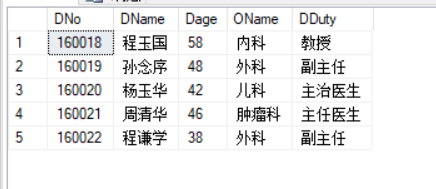 DNo DName Dage OName DDuty
1 160018 程玉国 58 内科 教授
2 160019 孙念序 48 外科 副主任
3 160020 杨玉华 42 儿科 主治医生
4 160021 周清华 46 肿瘤科 主任医生
5 160022 程谦学 38 外科 副主任